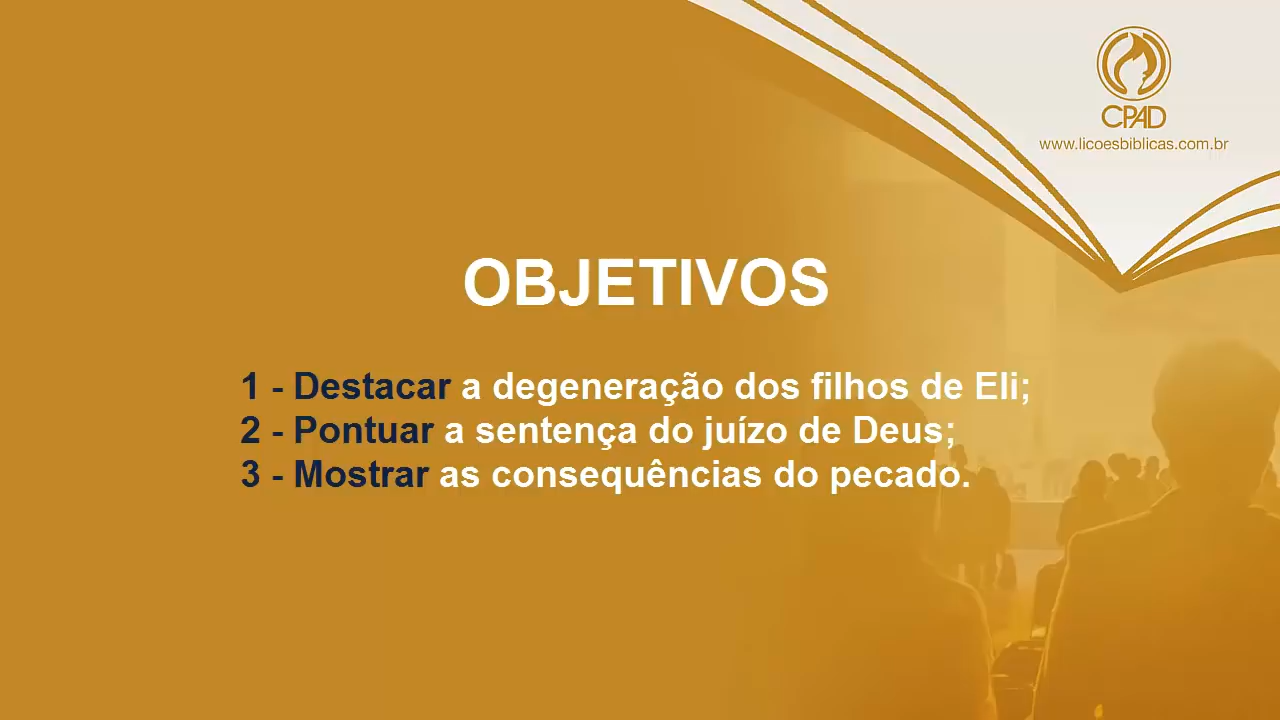 CPAD
www.licoesbiblicas.com.br
OBJETIVOS
1 - Destacar a degeneração dos filhos de Eli;
2 - Pontuar a sentença do juízo de Deus;
3 - Mostrar as consequências do pecado.